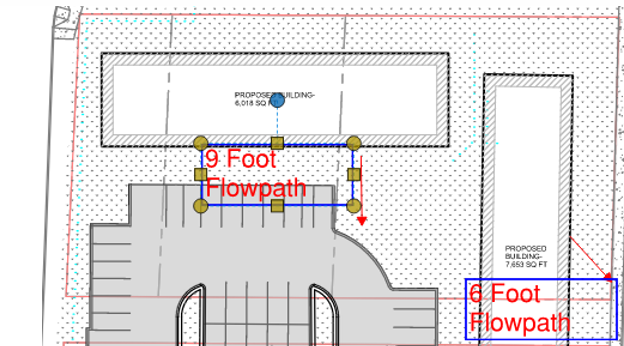 PROPOSED BUILDING-
6,018 SQ FT
9 Foot
Flowpath
PROPOSED
BUILDING-
7,653 SQ FT
6 Foot
Flowpath